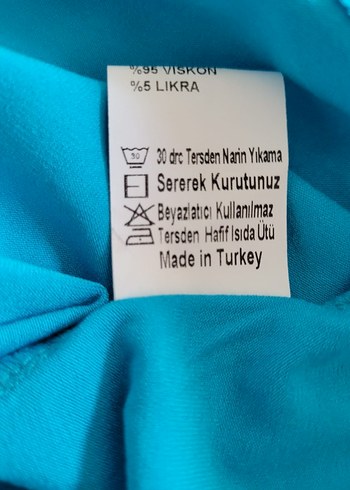 %95 VISKON
%5 LIKRA
30 30 drc Tersden Narin Yıkama
Sererek Kurutunuz
Beyazlatıcı Kullanılmaz
Tersden Hafif Isıda Ütü
Made in Turkey